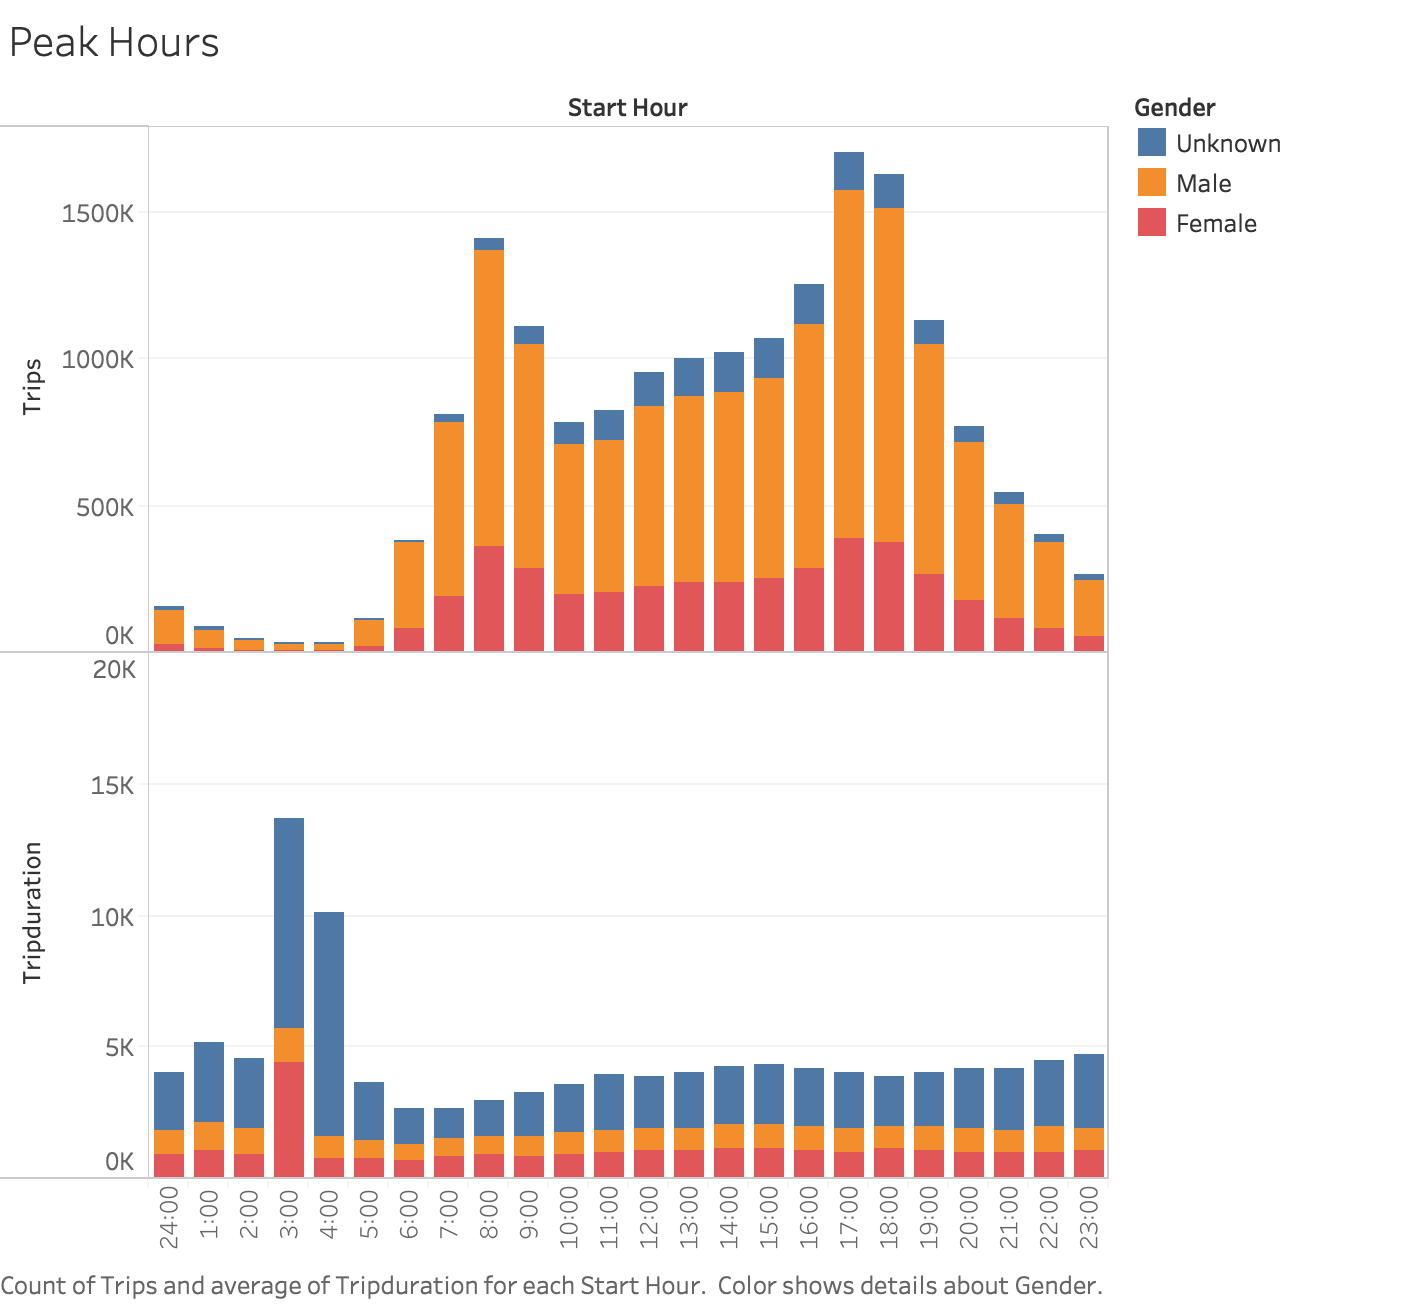 Peak Hours
Start Hour
Gender
Unknown
Male
Female
Trips
1500K
1000K
500K
0K
Tripduration
20K
15K
10K
5K
0K
24:00
1:00
2:00
3:00
4:00
5:00
6:00
7:00
8:00
9:00
10:00
11:00
12:00
13:00
14:00
15:00
16:00
17:00
18:00
19:00
20:00
21:00
22:00
23:00
Count of Trips and average of Tripduration for each Start Hour.  Color shows details about Gender.